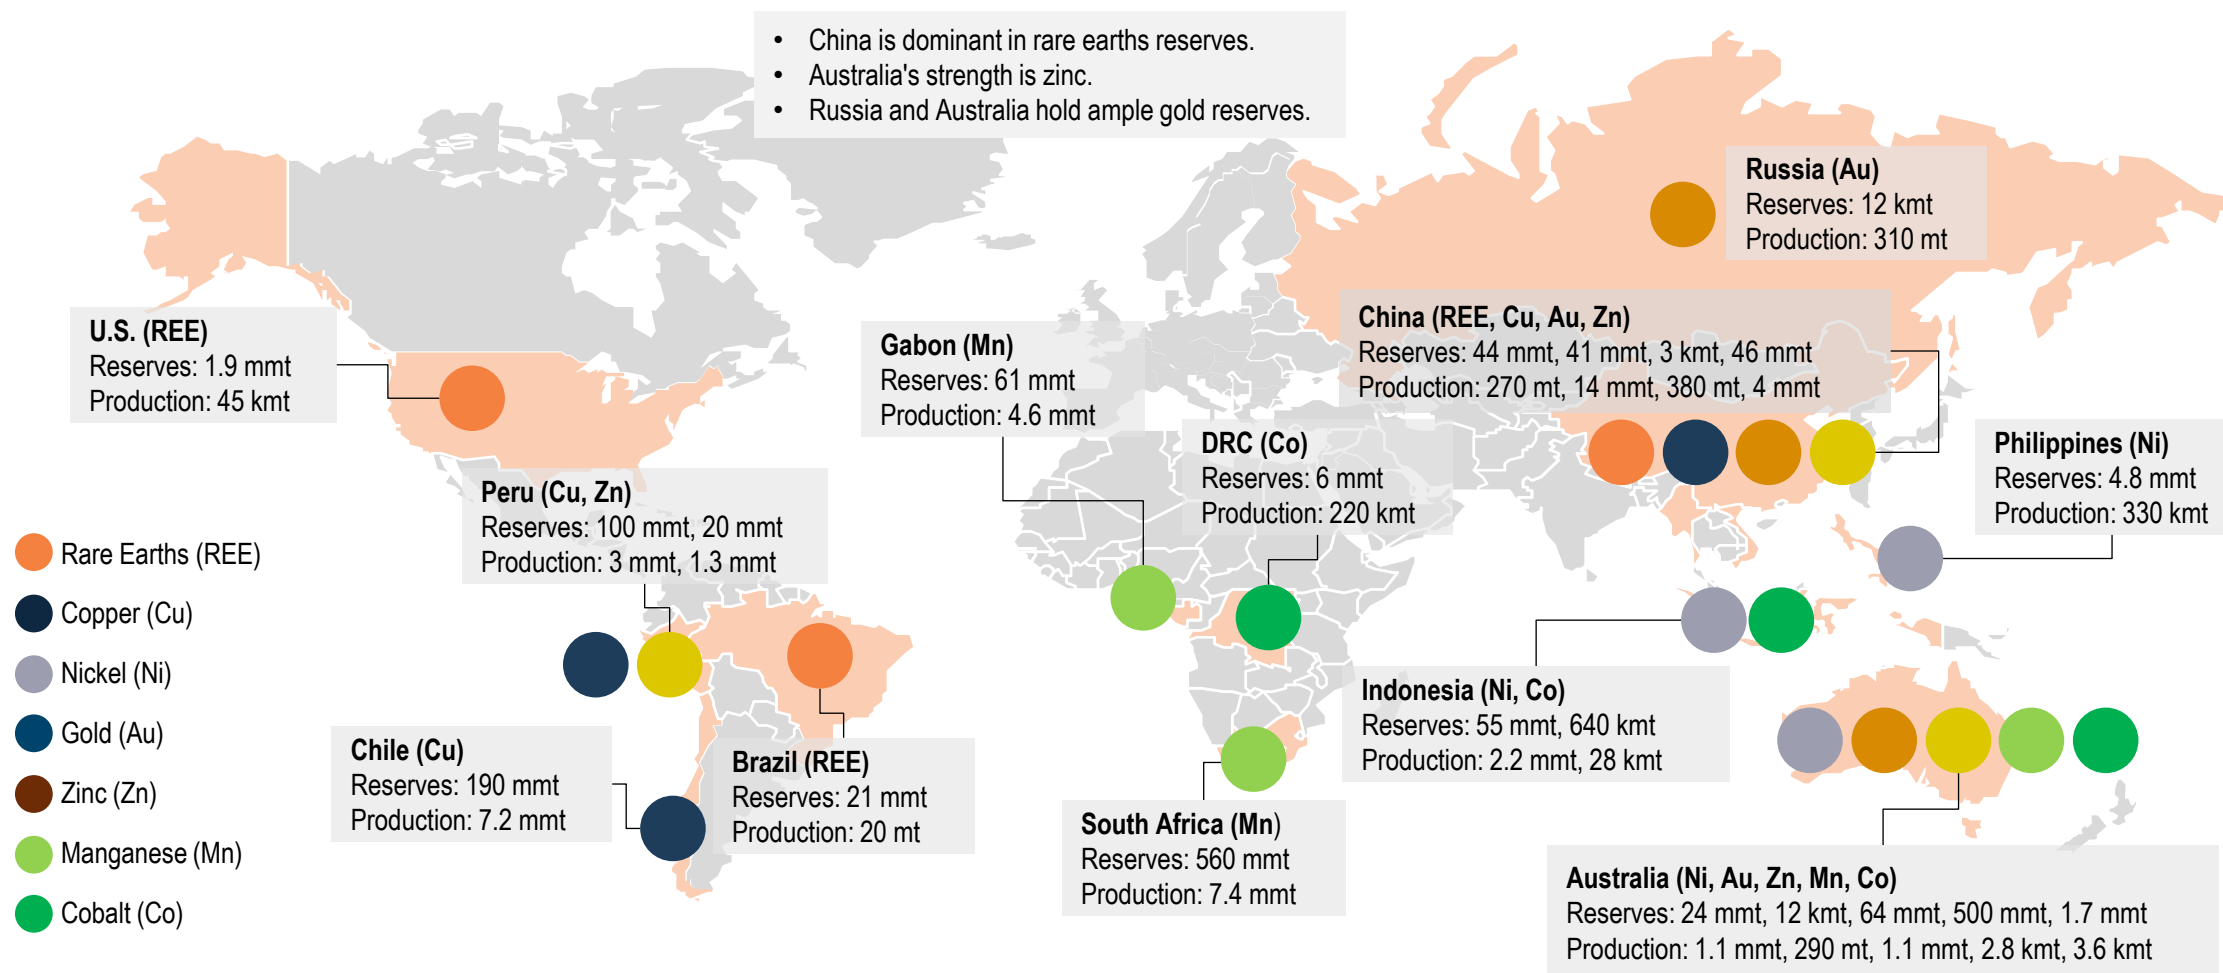 • China is dominant in rare earths reserves.
• Australia's strength is zinc.
• Russia and Australia hold ample gold reserves.
Russia (Au)
Reserves: 12 kmt
Production: 310 mt
U.S. (REE)
Reserves: 1.9 mmt
Production: 45 kmt
Gabon (Mn)
Reserves: 61 mmt
Production: 4.6 mmt
China (REE, Cu, Au, Zn)
Reserves: 44 mmt, 41 mmt, 3 kmt, 46 mmt
Production: 270 mt, 14 mmt, 380 mt, 4 mmt
DRC (Co)
Reserves: 6 mmt
Production: 220 kmt
Philippines (Ni)
Reserves: 4.8 mmt
Production: 330 kmt
Peru (Cu, Zn)
Reserves: 100 mmt, 20 mmt
Production: 3 mmt, 1.3 mmt
Rare Earths (REE)
Copper (Cu)
Nickel (Ni)
Gold (Au)
Zinc (Zn)
Manganese (Mn)
Cobalt (Co)
Chile (Cu)
Reserves: 190 mmt
Production: 7.2 mmt
Brazil (REE)
Reserves: 21 mmt
Production: 20 mt
Indonesia (Ni, Co)
Reserves: 55 mmt, 640 kmt
Production: 2.2 mmt, 28 kmt
South Africa (Mn)
Reserves: 560 mmt
Production: 7.4 mmt
Australia (Ni, Au, Zn, Mn, Co)
Reserves: 24 mmt, 12 kmt, 64 mmt, 500 mmt, 1.7 mmt
Production: 1.1 mmt, 290 mt, 1.1 mmt, 2.8 kmt, 3.6 kmt